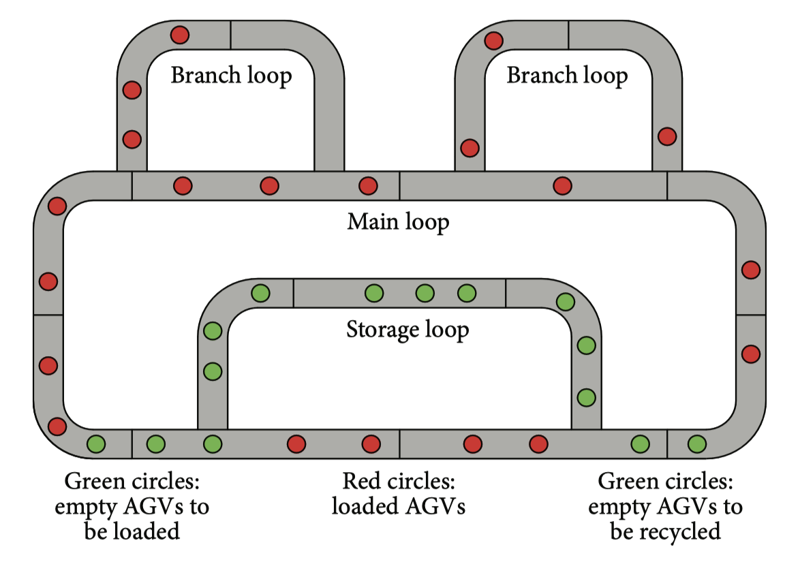 Branch loop
Branch loop
Main loop
Storage loop
Green circles:
empty AGVs to
be loaded
Red circles:
loaded AGVs
Green circles:
empty AGVs to
be recycled